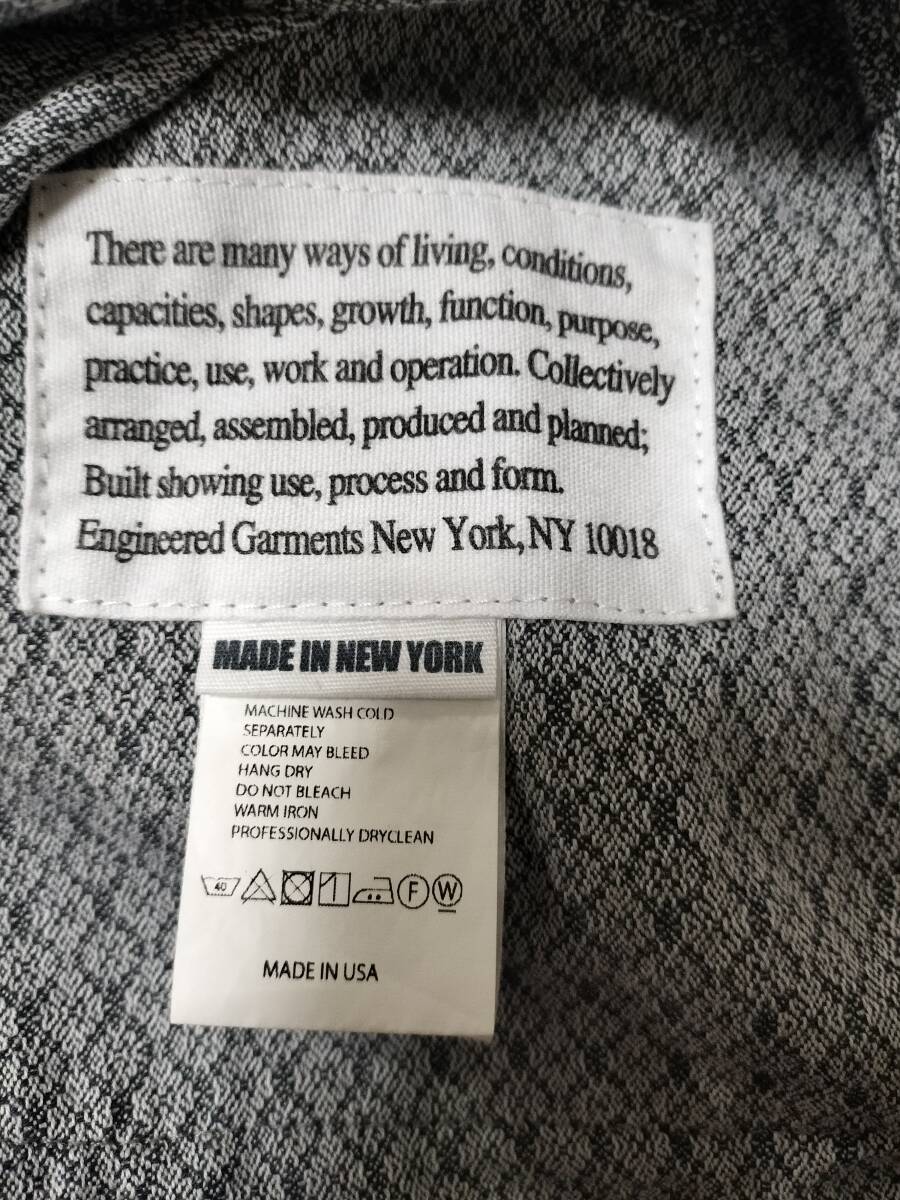 There are many ways of living, conditions,
capacities, shapes, growth, function, purpose,
practice, use, work and operation. Collectively
arranged, assembled, produced and planned;
Built showing use, process and form.
Engineered Garments New York, NY 10018
MADE IN NEW YORK
MACHINE WASH COLD
SEPARATELY
COLOR MAY BLEED
HANG DRY
DO NOT BLEACH
WARM IRON
PROFESSIONALLY DRYCLEAN
40 F W
MADE IN USA